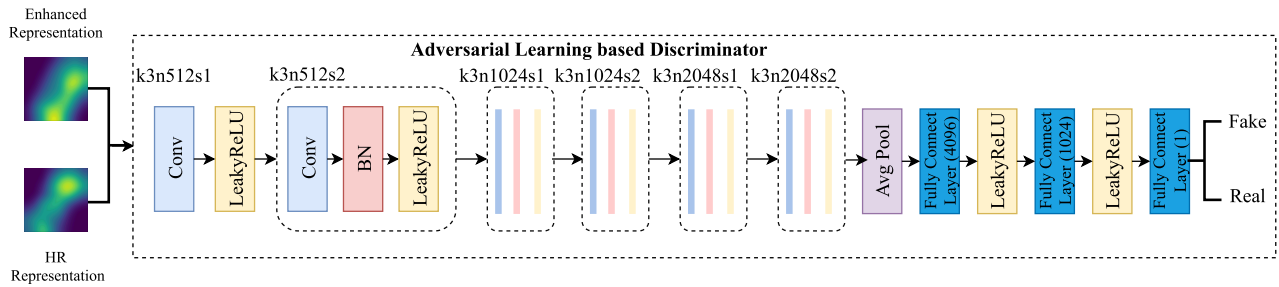 Enhanced
Representation
HR
Representation
Adversarial Learning based Discriminator
k3n512s1
k3n512s2
k3n1024s1
k3n1024s2
k3n2048s1
k3n2048s2
Conv
LeakyReLU
Conv
BN
LeakyReLU
Avg Pool
Fully Connect
Layer (4096)
LeakyReLU
Fully Connect
Layer (1024)
LeakyReLU
Fully Connect
Layer (1)
Fake
Real